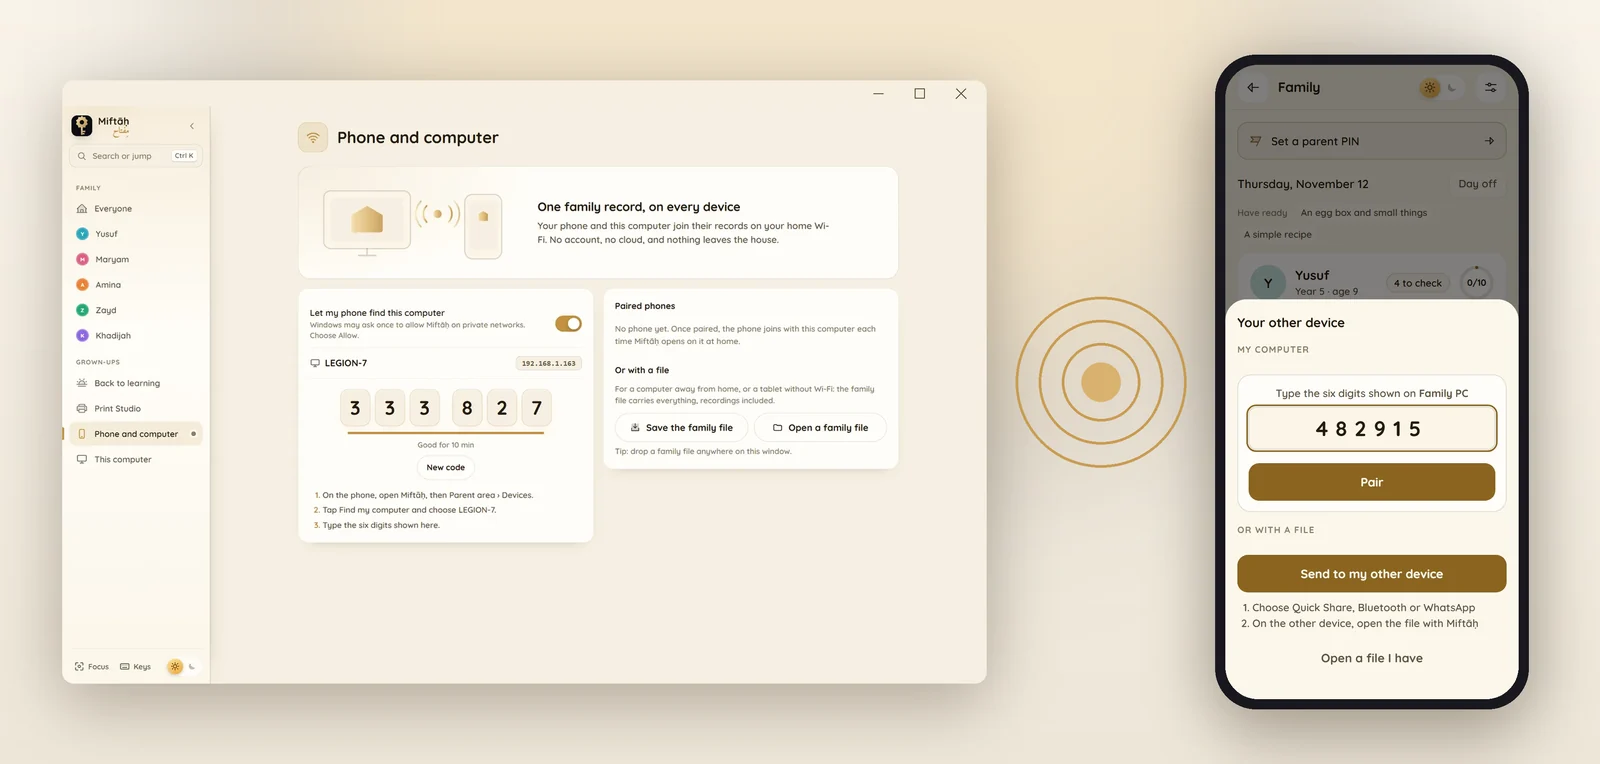 Miftāḥ
مفتاح
Search or jump
Ctrl K
FAMILY
Everyone
Y Yusuf
M Maryam
A Amina
Z Zayd
K Khadijah
GROWN-UPS
Back to learning
Print Studio
Phone and computer
This computer
Focus
Keys
Phone and computer
One family record, on every device
Your phone and this computer join their records on your home Wi-
Fi. No account, no cloud, and nothing leaves the house.
Let my phone find this computer
Windows may ask once to allow Miftāḥ on private networks.
Choose Allow.
LEGION-7
192.168.1.163
3 3 3 8 2 7
Good for 10 min
New code
1. On the phone, open Miftāḥ, then Parent area › Devices.
2. Tap Find my computer and choose LEGION-7.
3. Type the six digits shown here.
Paired phones
No phone yet. Once paired, the phone joins with this computer each
time Miftāḥ opens on it at home.
Or with a file
For a computer away from home, or a tablet without Wi-Fi: the family
file carries everything, recordings included.
Save the family file
Open a family file
Tip: drop a family file anywhere on this window.
Family
Set a parent PIN
Thursday, November 12
Day off
Have ready An egg box and small things
A simple recipe
Y
Yusuf
Year 5 · age 9
4 to check
0/10
Your other device
MY COMPUTER
Type the six digits shown on Family PC
482915
Pair
OR WITH A FILE
Send to my other device
1. Choose Quick Share, Bluetooth or WhatsApp
2. On the other device, open the file with Miftāḥ
Open a file I have